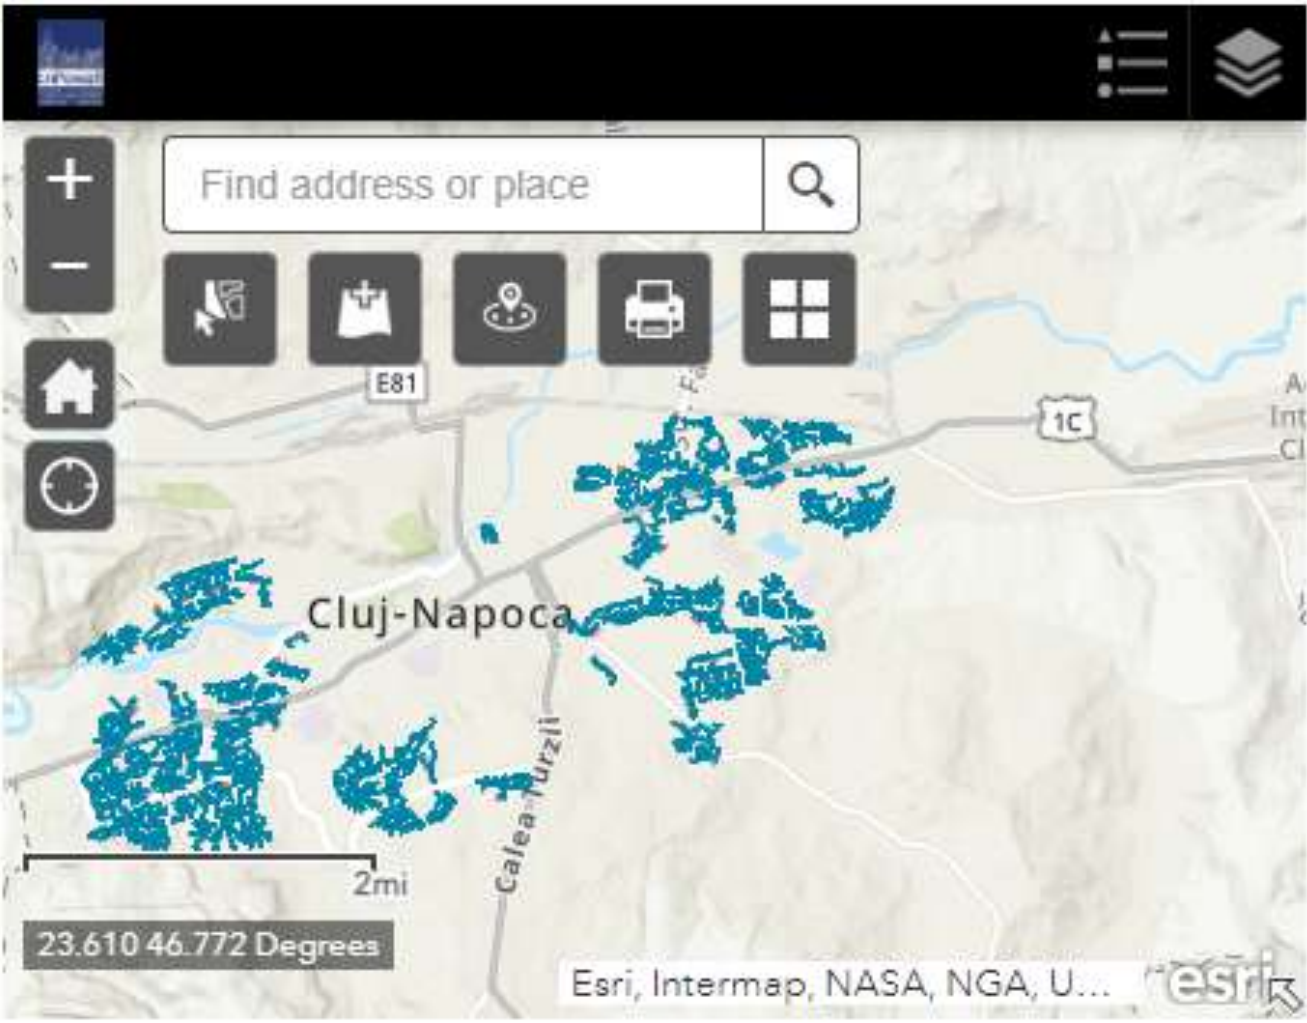 Find address or place
E81
1C
Cluj-Napoca
Calea Turzii
2mi
23.610 46.772 Degrees
Esri, Intermap, NASA, NGA, U...
esri